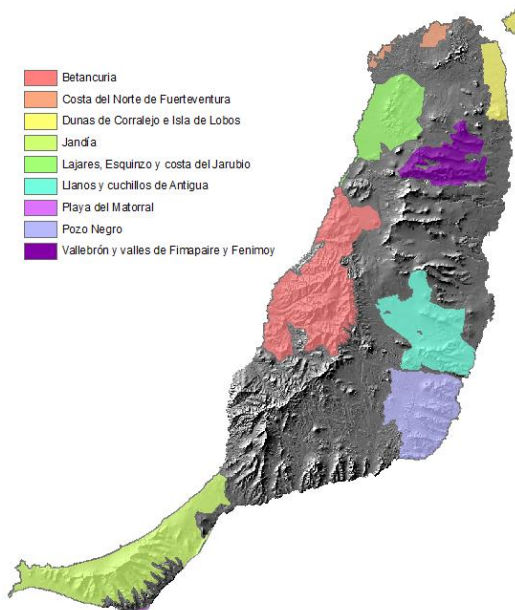 Betancuria
Costa del Norte de Fuerteventura
Dunas de Corralejo e Isla de Lobos
Jandía
Lajares, Esquinzo y costa del Jarubio
Llanos y cuchillos de Antigua
Playa del Matorral
Pozo Negro
Vallebrón y valles de Fimapaire y Fenimoy